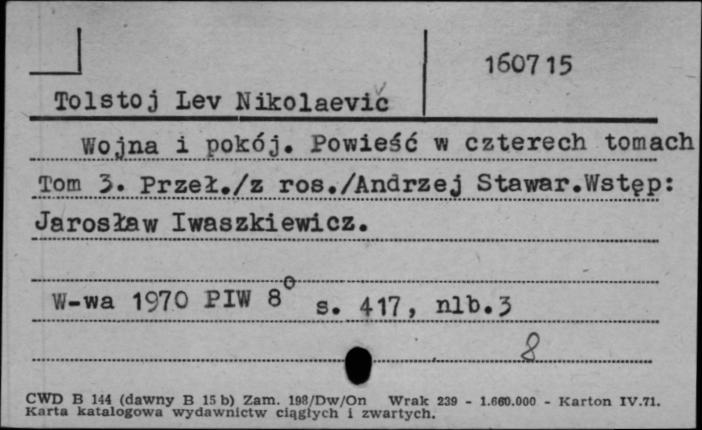 160715
Tolstoj Lev Nikolaevič
Wojna i pokój. Powieść w czterech tomach
Tom 3. Przeł./z ros./Andrzej Stawar.Wstęp:
Jarosław Iwaszkiewicz.
W-wa 1970 PIW 8° s. 417, nlb.3
8
CWD B 144 (dawny B 15 b) Zam. 198/Dw/On Wrak 239 - 1.660.000 - Karton IV.71.
Karta katalogowa wydawnictw ciągłych i zwartych.